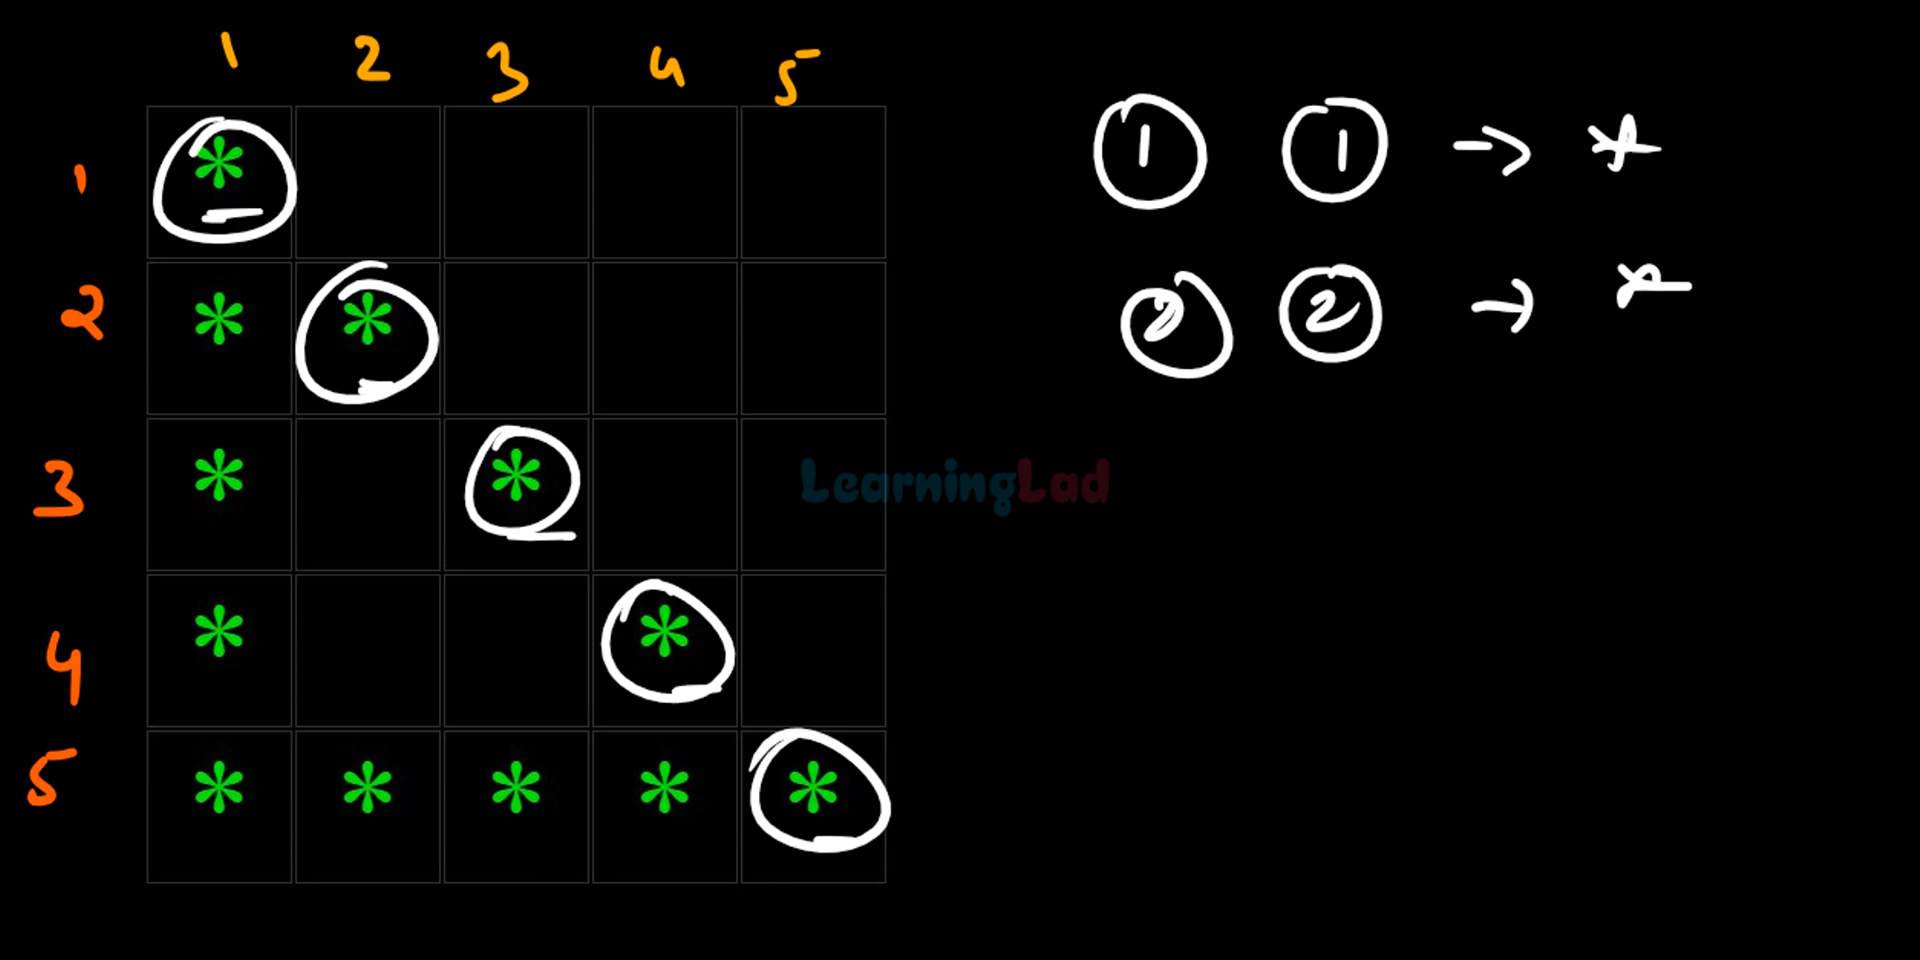 1 2 3 4 5
1 * 1 1 -> *
2 * * 2 2 -> *
3 * *
LearningLad
4 * *
5 * * * * *